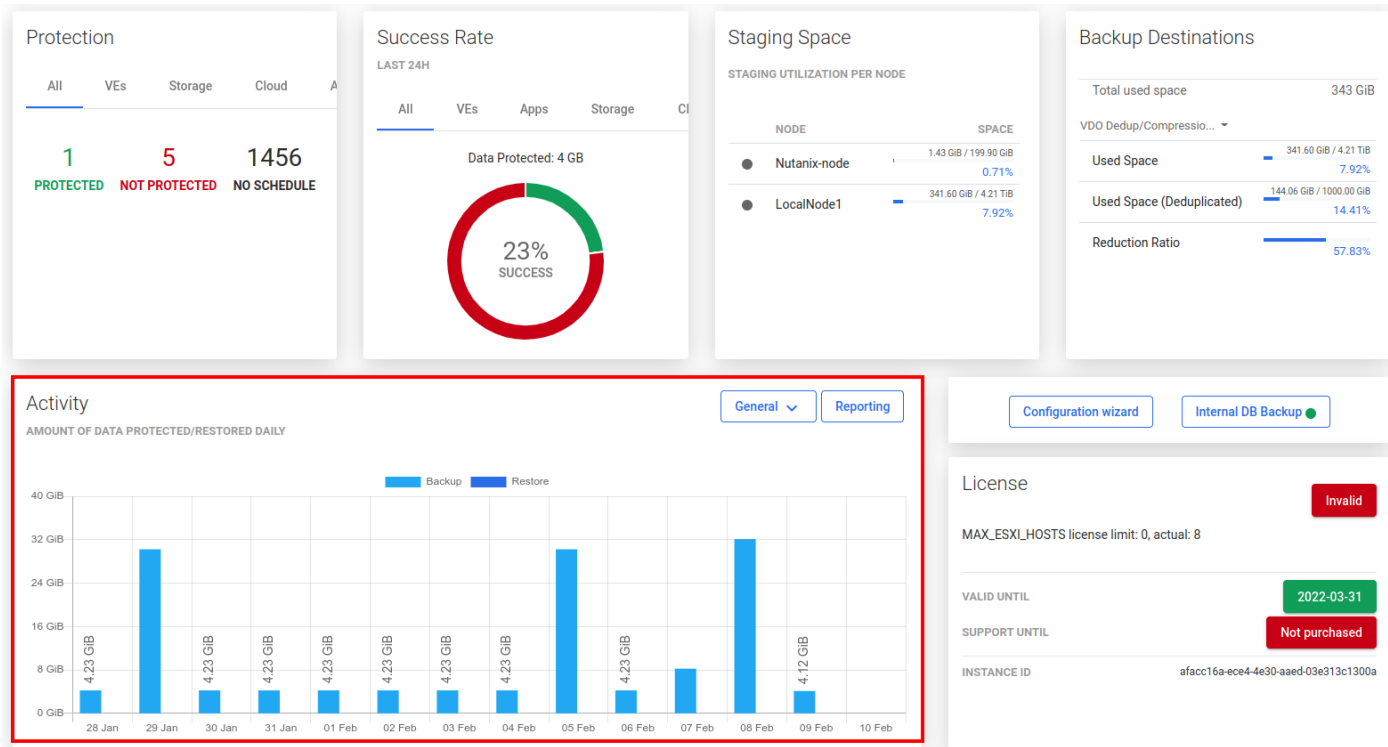 Protection
All VEs Storage Cloud
1 5 1456
PROTECTED NOT PROTECTED NO SCHEDULE
Success Rate
LAST 24H
All VEs Apps Storage
Data Protected: 4 GB
23%
SUCCESS
Staging Space
STAGING UTILIZATION PER NODE
NODE SPACE
Nutanix-node 1.43 GiB / 199.90 GiB
0.71%
LocalNode1 341.60 GiB / 4.21 TiB
7.92%
Backup Destinations
Total used space 343 GiB
VDO Dedup/Compressio...
Used Space 341.60 GiB / 4.21 TiB
7.92%
Used Space (Deduplicated) 144.06 GiB / 1000.00 GiB
14.41%
Reduction Ratio
57.83%
Activity General Reporting
AMOUNT OF DATA PROTECTED/RESTORED DAILY
Backup Restore
40 GiB
32 GiB
24 GiB
16 GiB
8 GiB
0 GiB
4.23 GiB
4.23 GiB
4.23 GiB
4.23 GiB
4.23 GiB
4.23 GiB
4.23 GiB
4.23 GiB
4.12 GiB
28 Jan 29 Jan 30 Jan 31 Jan 01 Feb 02 Feb 03 Feb 04 Feb 05 Feb 06 Feb 07 Feb 08 Feb 09 Feb 10 Feb
Configuration wizard Internal DB Backup
License
Invalid
MAX_ESXI_HOSTS license limit: 0, actual: 8
VALID UNTIL 2022-03-31
SUPPORT UNTIL Not purchased
INSTANCE ID afacc16a-ece4-4e30-aaed-03e313c1300a